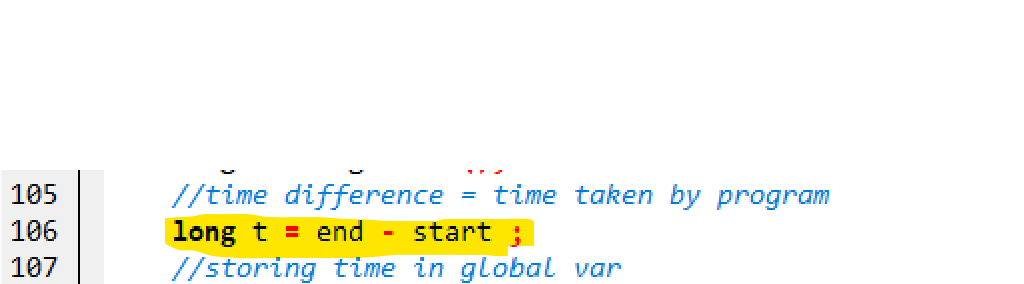 105 //time difference = time taken by program
106 long t = end - start ;
107 //storing time in global var